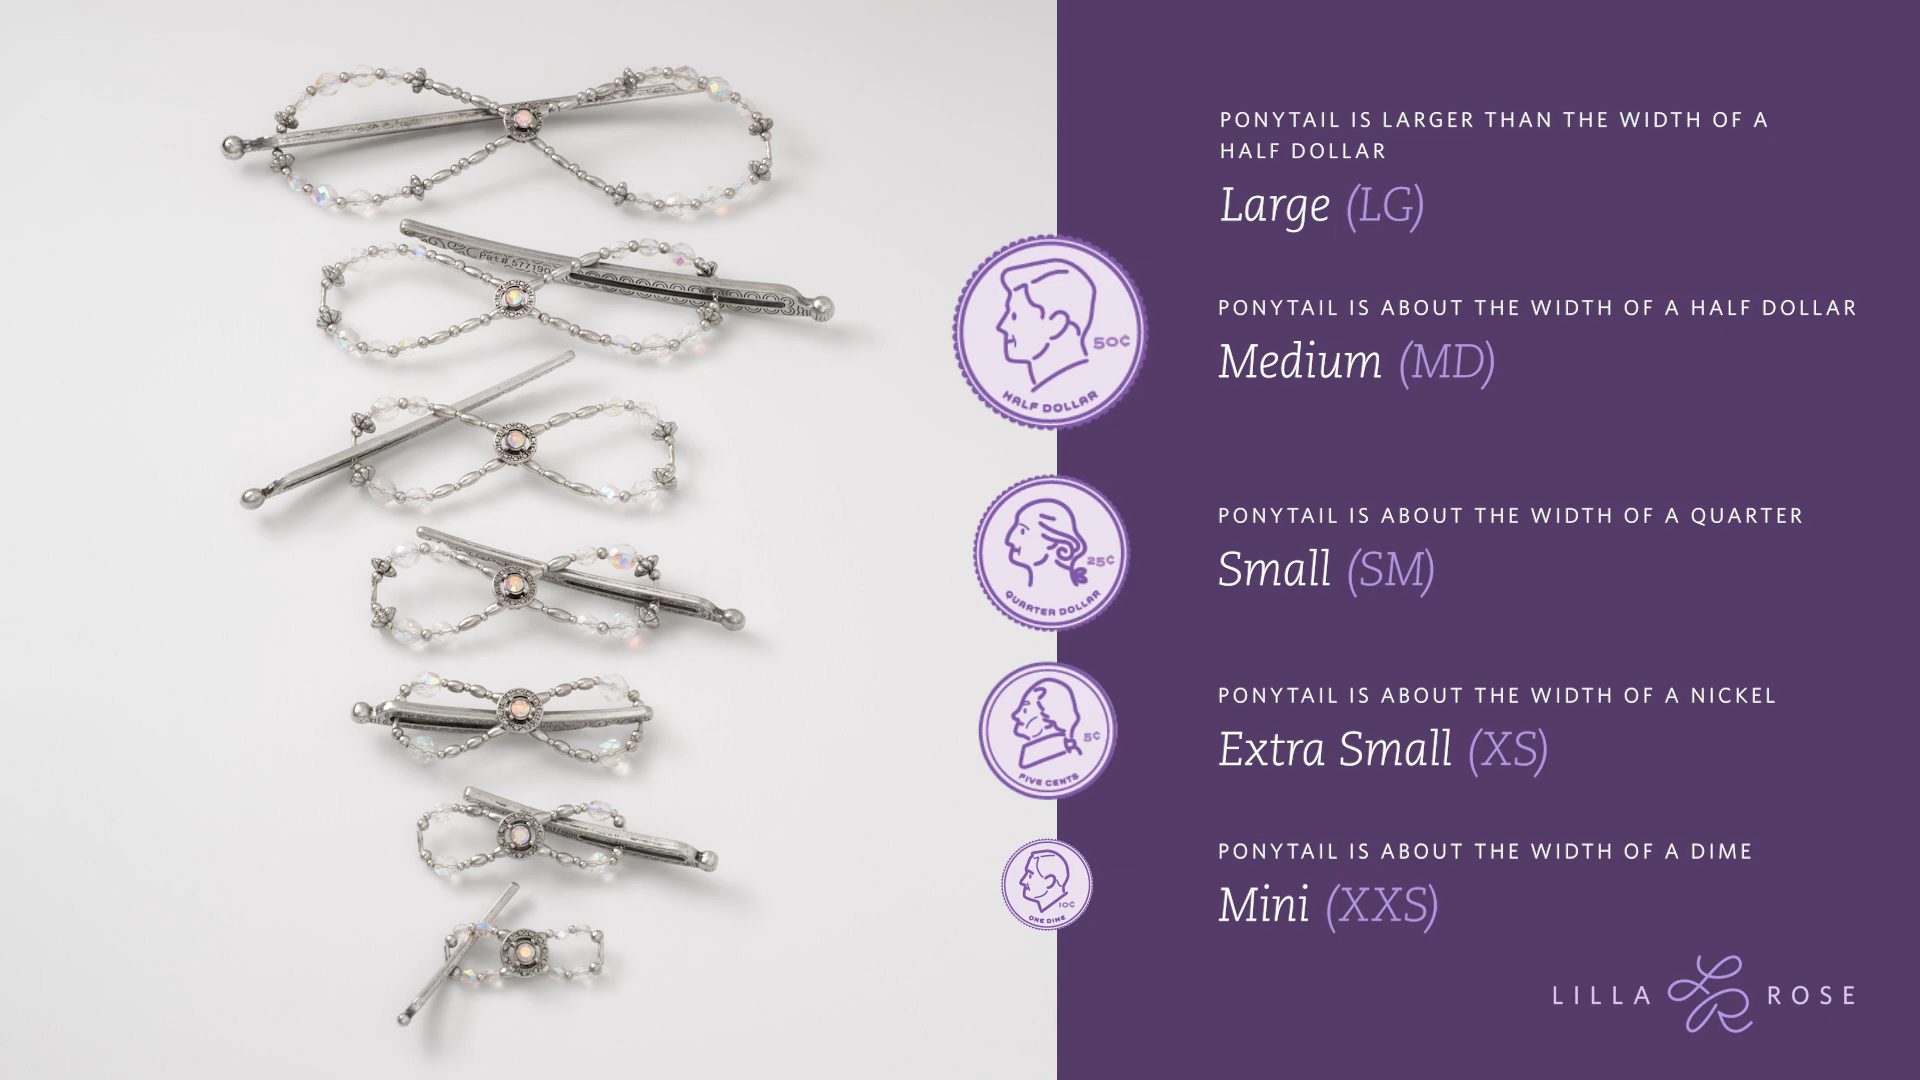 PONYTAIL IS LARGER THAN THE WIDTH OF A
HALF DOLLAR
Large (LG)
50¢
HALF DOLLAR
PONYTAIL IS ABOUT THE WIDTH OF A HALF DOLLAR
Medium (MD)
Pat# 577190
25¢
QUARTER DOLLAR
PONYTAIL IS ABOUT THE WIDTH OF A QUARTER
Small (SM)
5¢
FIVE CENTS
PONYTAIL IS ABOUT THE WIDTH OF A NICKEL
Extra Small (XS)
10¢
ONE DIME
PONYTAIL IS ABOUT THE WIDTH OF A DIME
Mini (XXS)
LILLA LR ROSE